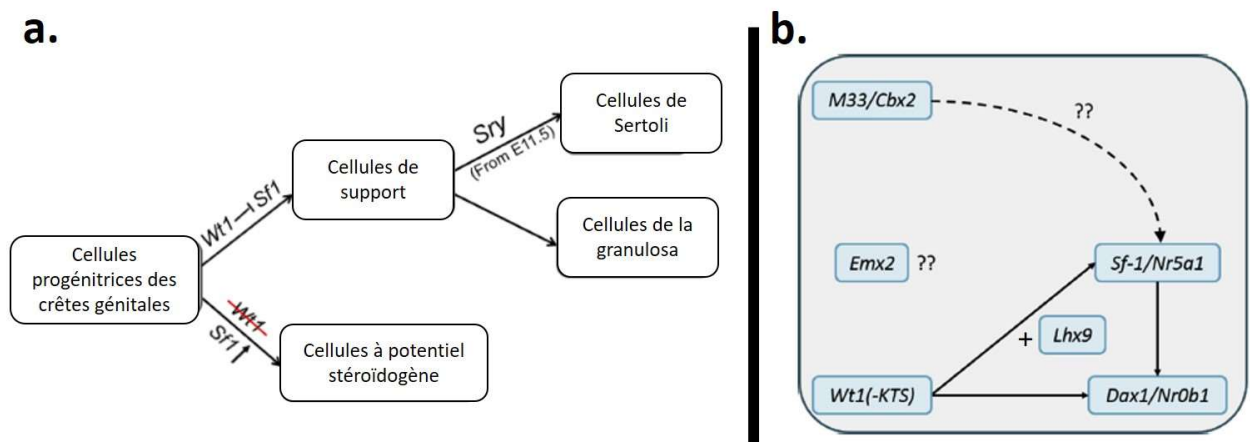 a.
Cellules
progénitrices des
crêtes génitales
Wt1⊣Sf1
Cellules de
support
Sry
(From E11.5)
Cellules de
Sertoli
Cellules de la
granulosa
Wt1
Sf1↑
Cellules à potentiel
stéroïdogène
b.
M33/Cbx2
??
Emx2 ??
Sf-1/Nr5a1
+ Lhx9
Wt1(-KTS)
Dax1/Nr0b1